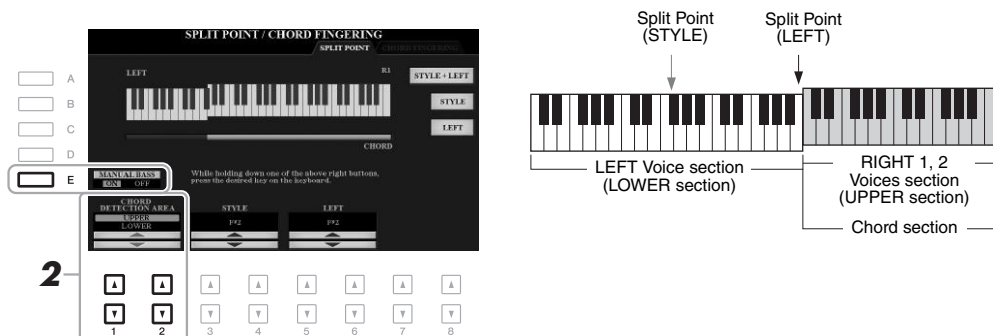 SPLIT POINT / CHORD FINGERING
SPLIT POINT
CHORD FINGERING
LEFT
R1
STYLE + LEFT
STYLE
LEFT
CHORD
A
B
C
D
E
MANUAL BASS
ON OFF
While holding down one of the above right buttons,
press the desired key on the keyboard.
CHORD
DETECTION AREA
UPPER
LOWER
STYLE
F#2
LEFT
F#2
2
1 2 3 4 5 6 7 8
Split Point
(STYLE)
Split Point
(LEFT)
LEFT Voice section
(LOWER section)
RIGHT 1, 2
Voices section
(UPPER section)
Chord section